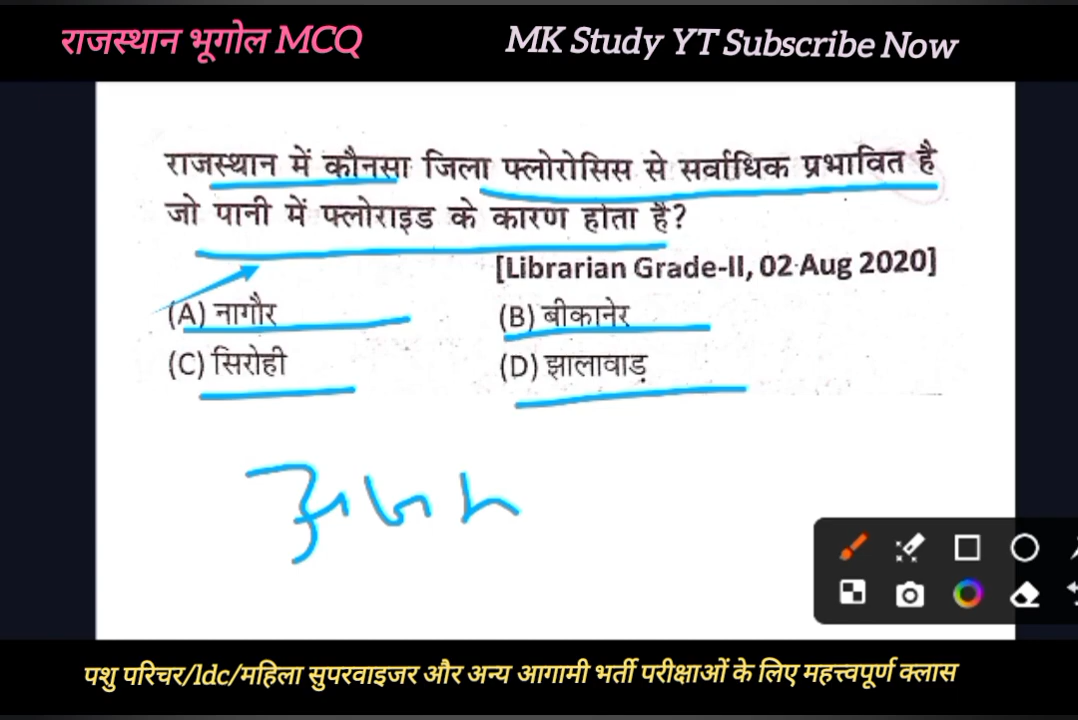 राजस्थान भूगोल MCQ MK Study YT Subscribe Now
राजस्थान में कौनसा जिला फ्लोरोसिस से सर्वाधिक प्रभावित है
जो पानी में फ्लोराइड के कारण होता है?
[Librarian Grade-II, 02 Aug 2020]
(A) नागौर (B) बीकानेर
(C) सिरोही (D) झालावाड़
पशु परिचर/ldc/महिला सुपरवाइजर और अन्य आगामी भर्ती परीक्षाओं के लिए महत्त्वपूर्ण क्लास